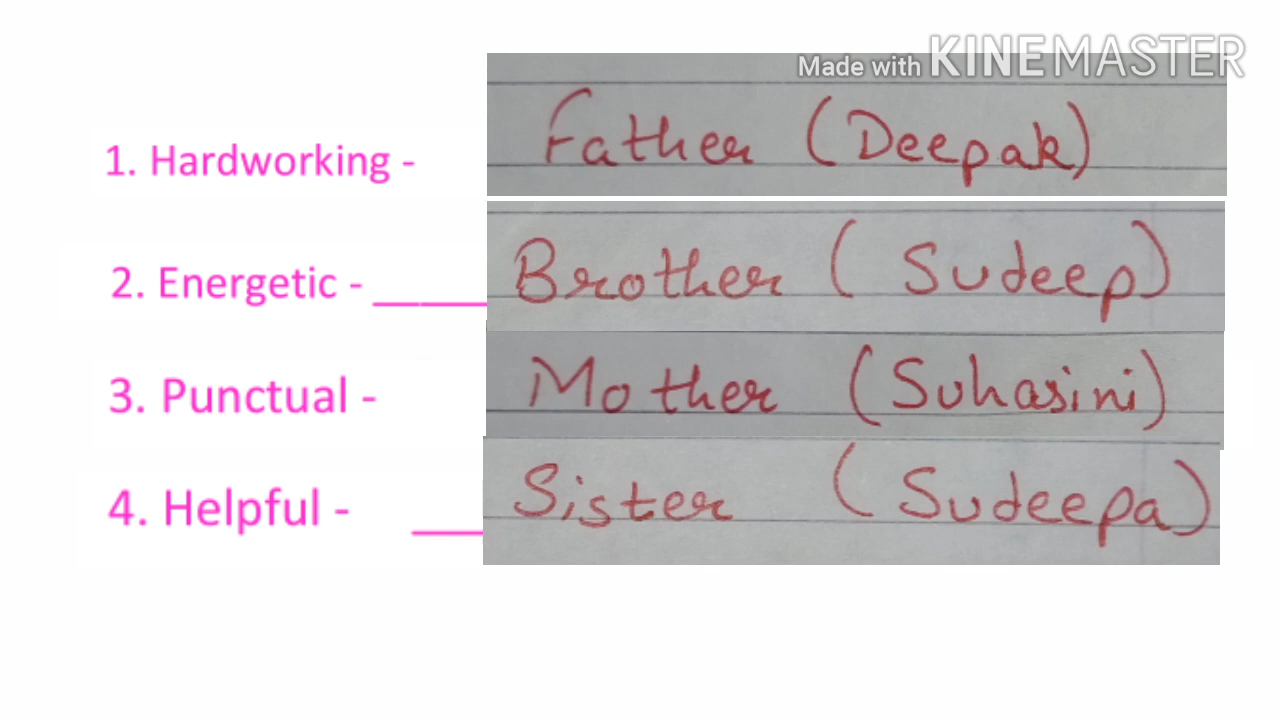 Made with KINEMASTER
1. Hardworking - Father (Deepak)
2. Energetic - ______ Brother (Sudeep)
3. Punctual - Mother (Suhasini)
4. Helpful - ___ Sister (Sudeepa)